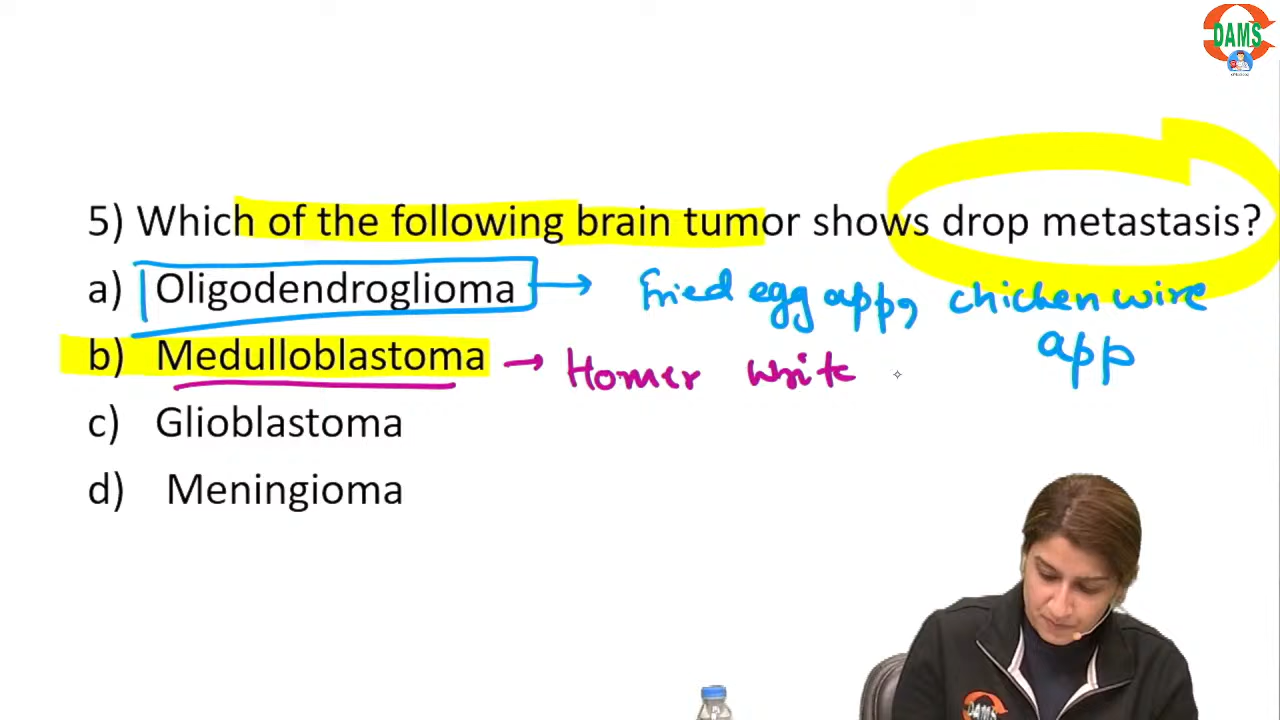 DAMS
5) Which of the following brain tumor shows drop metastasis?
a) Oligodendroglioma → Fried egg app, chicken wire
app
b) Medulloblastoma → Homer write
c) Glioblastoma
d) Meningioma
DAMS